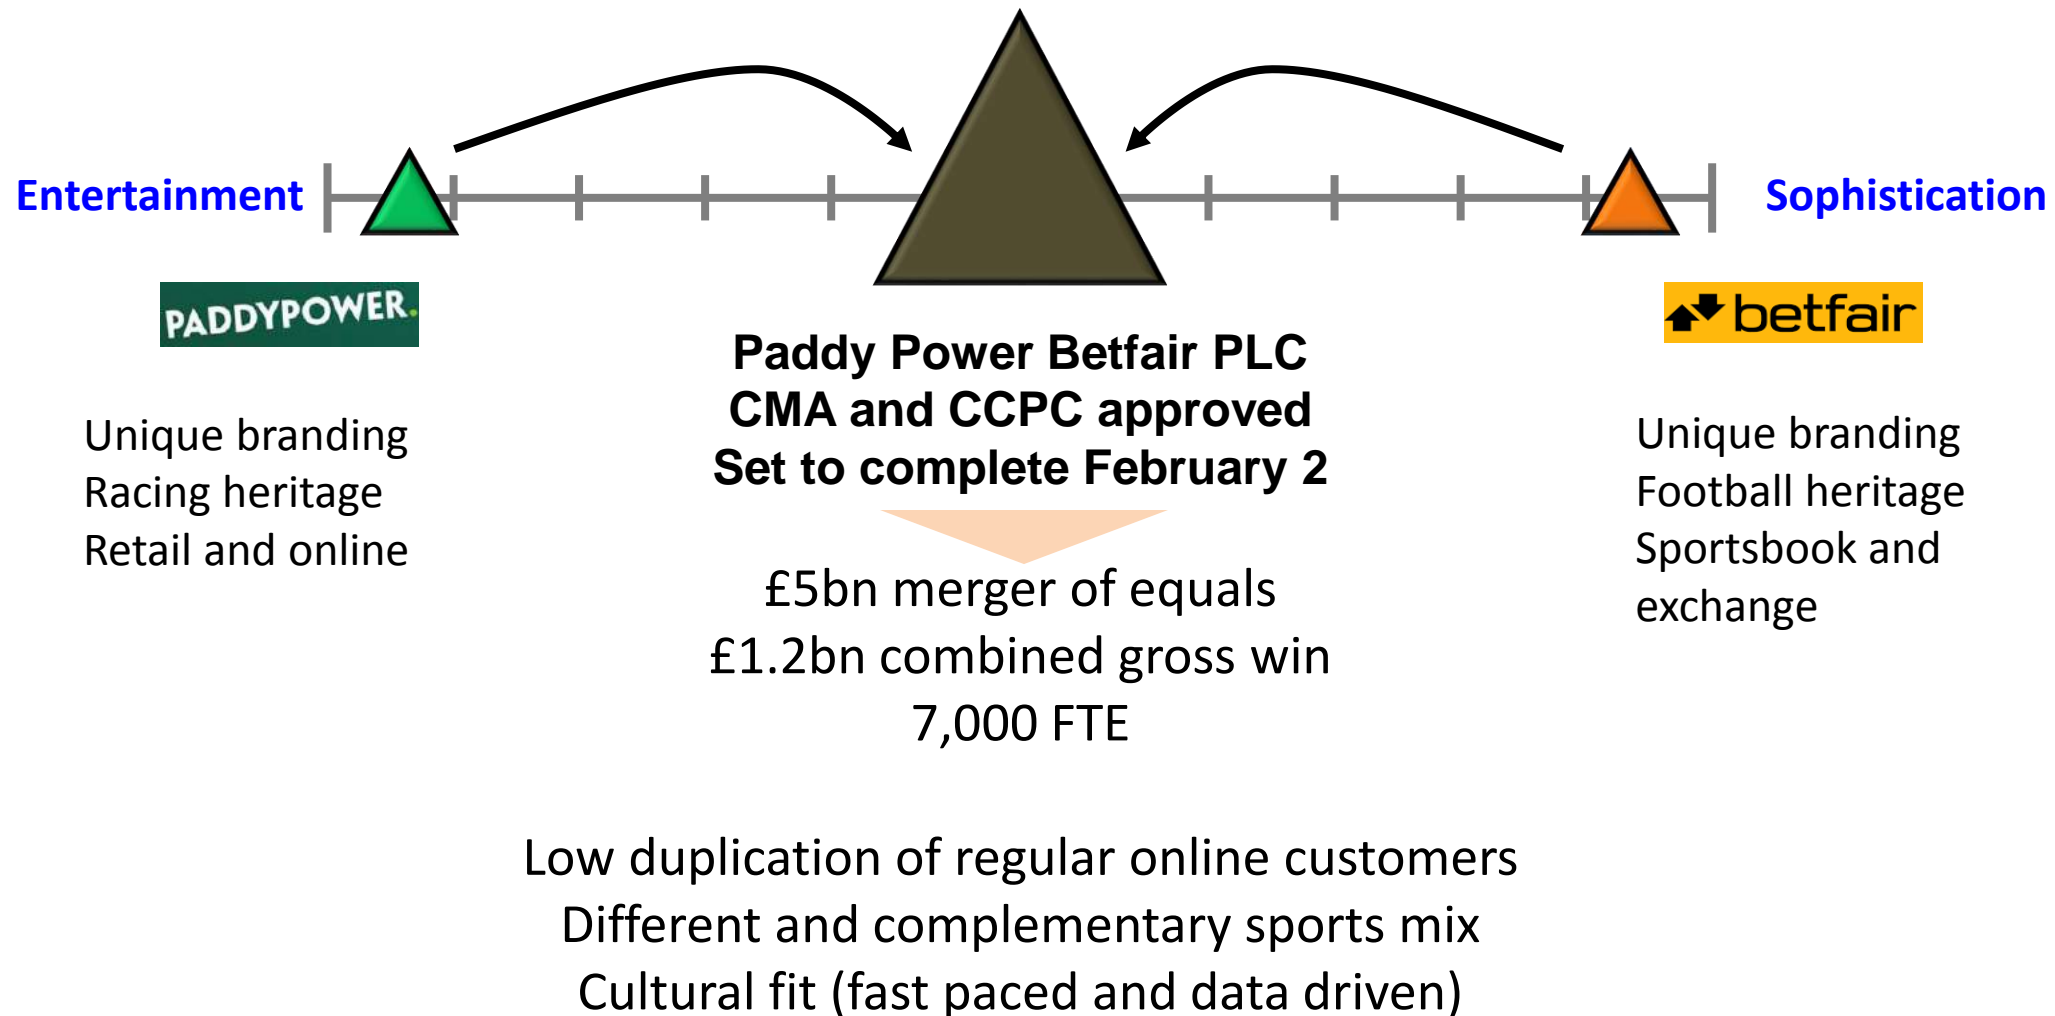 Entertainment
Sophistication
PADDYPOWER.
betfair
Unique branding
Racing heritage
Retail and online
Paddy Power Betfair PLC
CMA and CCPC approved
Set to complete February 2
Unique branding
Football heritage
Sportsbook and
exchange
£5bn merger of equals
£1.2bn combined gross win
7,000 FTE
Low duplication of regular online customers
Different and complementary sports mix
Cultural fit (fast paced and data driven)